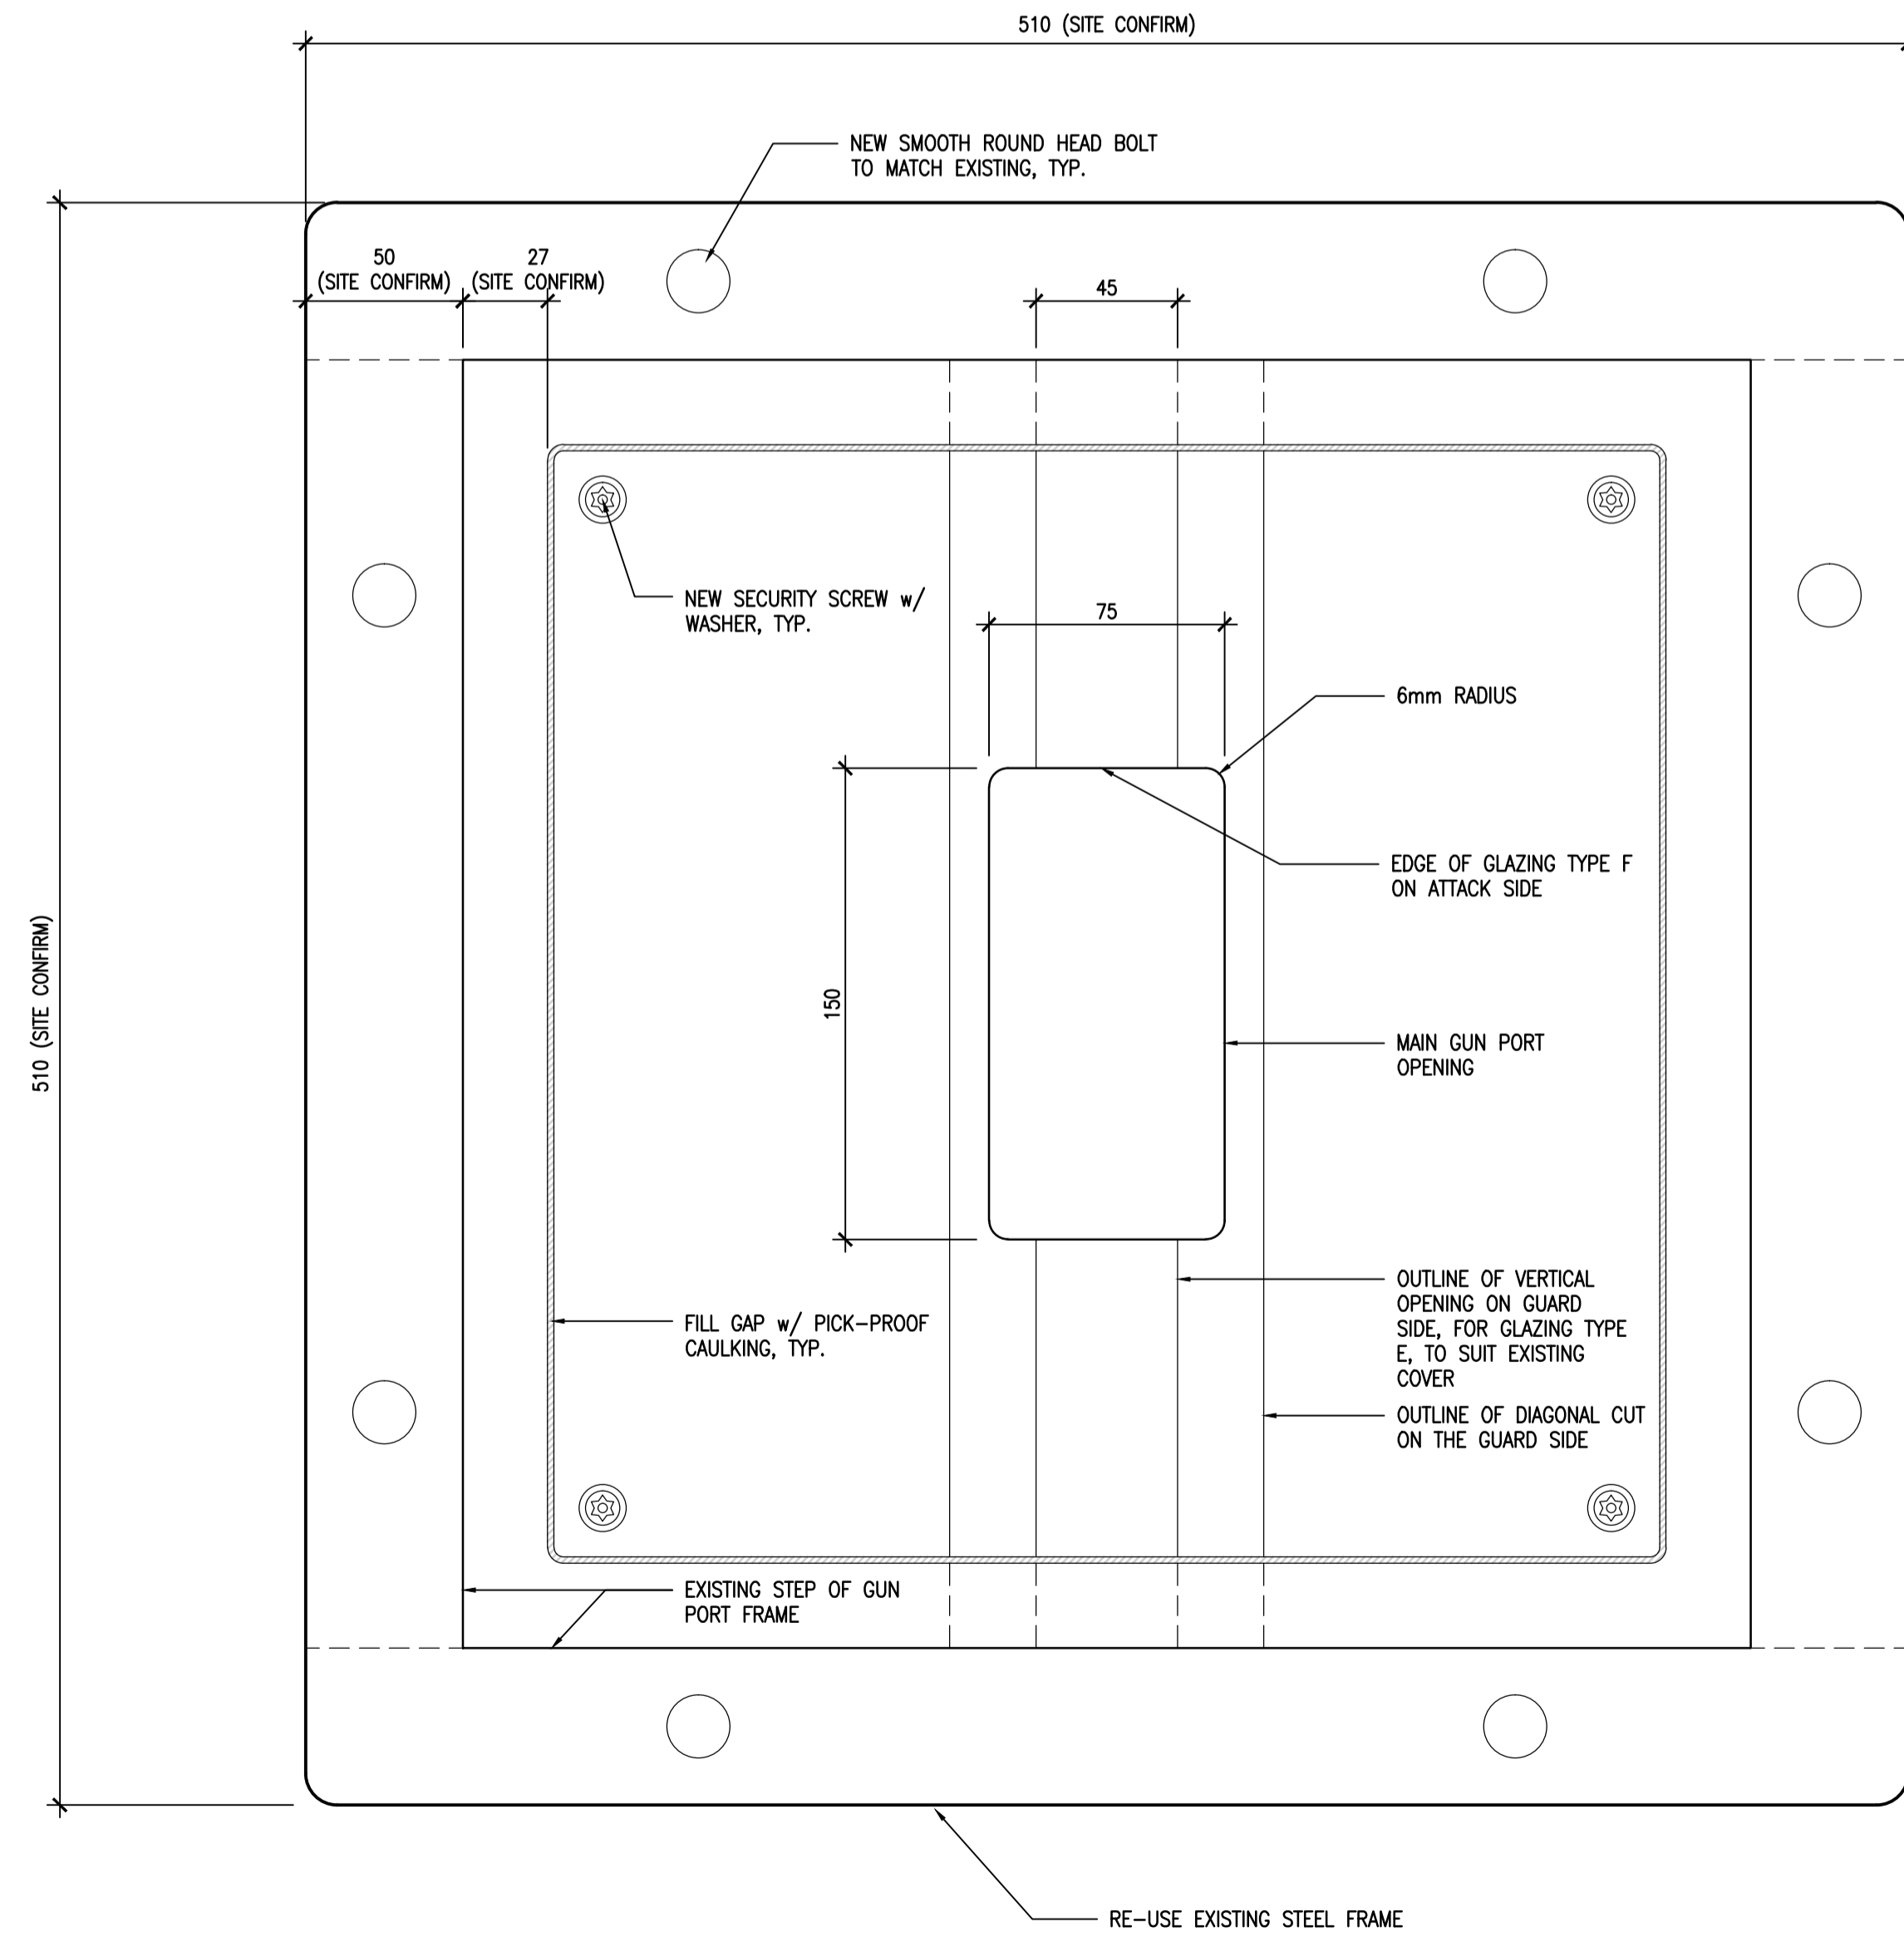 510 (SITE CONFIRM)
NEW SMOOTH ROUND HEAD BOLT
TO MATCH EXISTING, TYP.
50
(SITE CONFIRM)
27
(SITE CONFIRM)
45
NEW SECURITY SCREW w/
WASHER, TYP.
75
6mm RADIUS
EDGE OF GLAZING TYPE F
ON ATTACK SIDE
510 (SITE CONFIRM)
150
MAIN GUN PORT
OPENING
OUTLINE OF VERTICAL
OPENING ON GUARD
SIDE, FOR GLAZING TYPE
E, TO SUIT EXISTING
COVER
FILL GAP w/ PICK-PROOF
CAULKING, TYP.
OUTLINE OF DIAGONAL CUT
ON THE GUARD SIDE
EXISTING STEP OF GUN
PORT FRAME
RE-USE EXISTING STEEL FRAME